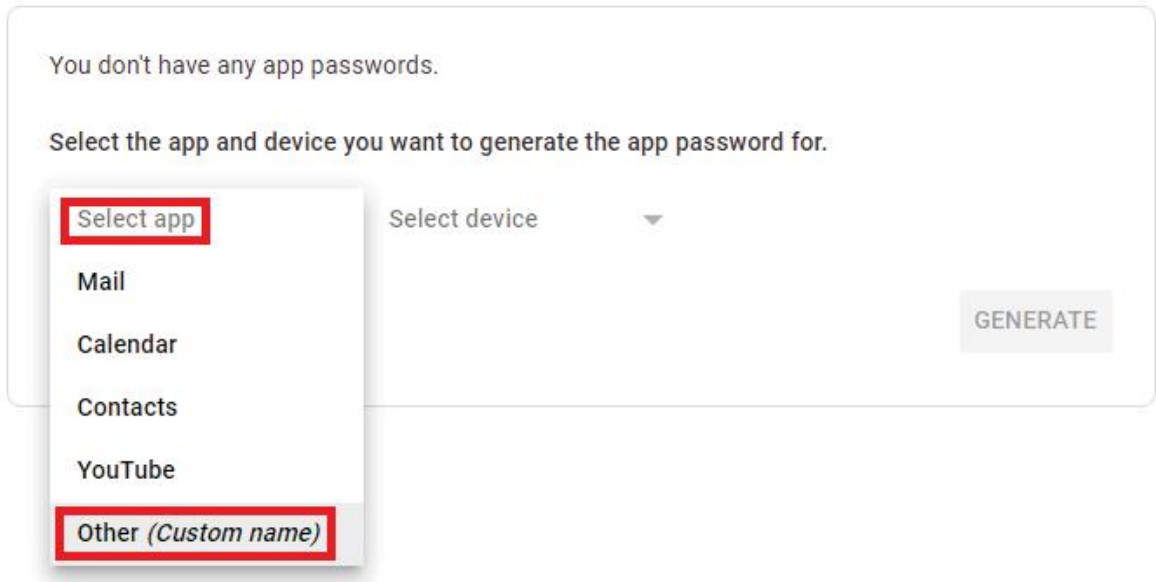 You don't have any app passwords.
Select the app and device you want to generate the app password for.
Select app Select device
Mail
GENERATE
Calendar
Contacts
YouTube
Other (Custom name)